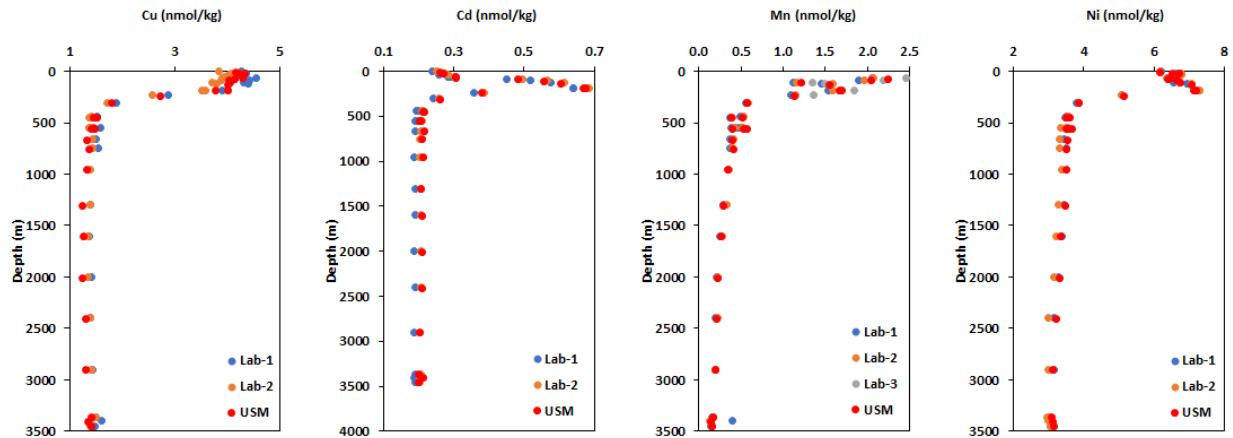 Cu (nmol/kg)
1 3 5
0
500
1000
1500
2000
2500
3000
3500
Depth (m)
Lab-1
Lab-2
USM
Cd (nmol/kg)
0.1 0.3 0.5 0.7
0
500
1000
1500
2000
2500
3000
3500
4000
Depth (m)
Lab-1
Lab-2
USM
Mn (nmol/kg)
0.0 0.5 1.0 1.5 2.0 2.5
0
500
1000
1500
2000
2500
3000
3500
Depth (m)
Lab-1
Lab-2
Lab-3
USM
Ni (nmol/kg)
2 4 6 8
0
500
1000
1500
2000
2500
3000
3500
Depth (m)
Lab-1
Lab-2
USM